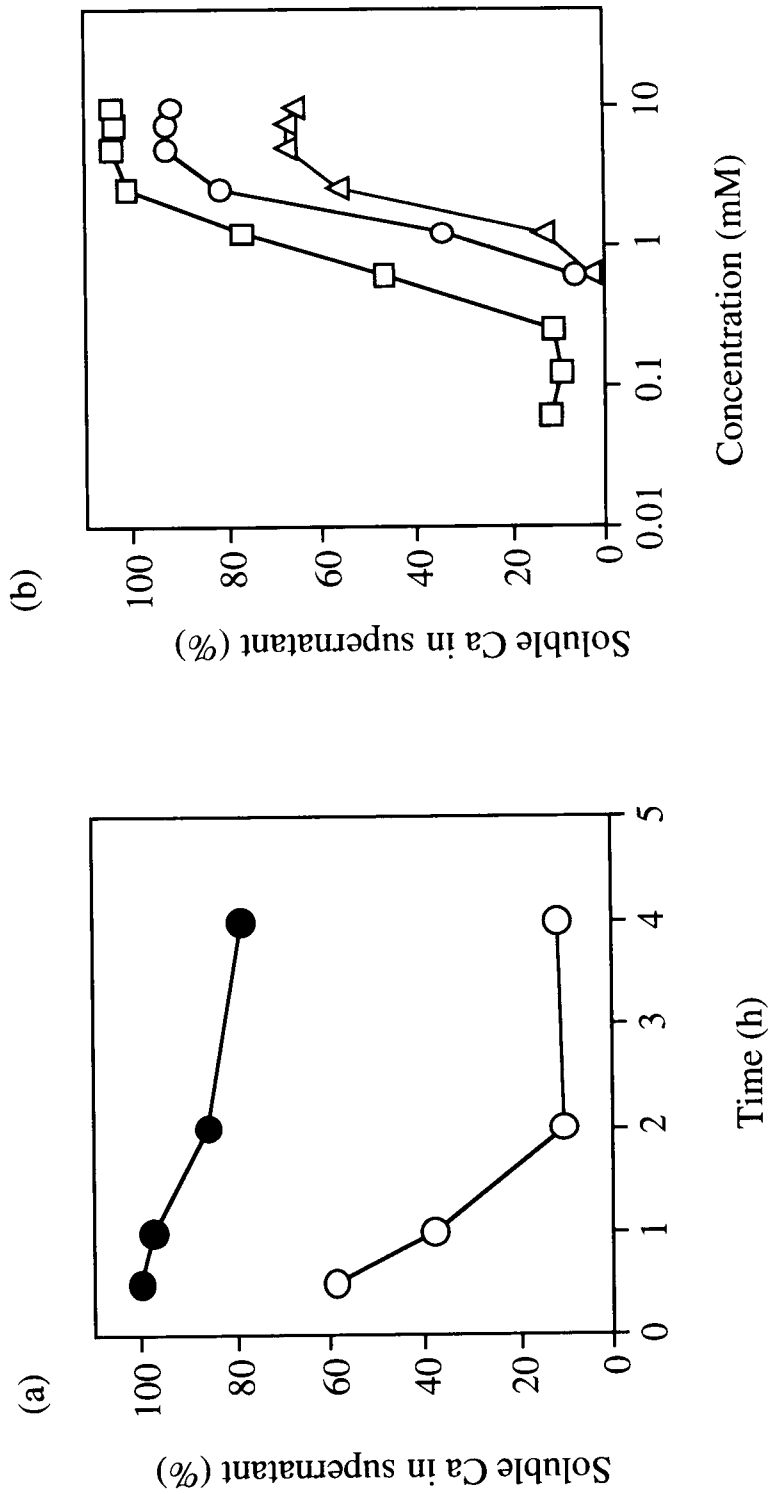 (a)
Soluble Ca in supernatant (%)
100
80
60
40
20
0
0 1 2 3 4 5
Time (h)
(b)
Soluble Ca in supernatant (%)
100
80
60
40
20
0
0.01 0.1 1 10
Concentration (mM)